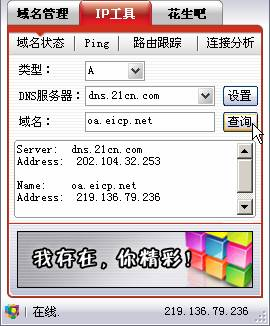 域名管理 IP工具 花生吧
域名状态 | Ping | 路由跟踪 | 连接分析
类型： A
DNS服务器： dns.21cn.com 设置
域名： oa.eicp.net 查询
Server: dns.21cn.com
Address: 202.104.32.253
Name: oa.eicp.net
Address: 219.136.79.236
我存在，你精彩！
在线. 219.136.79.236